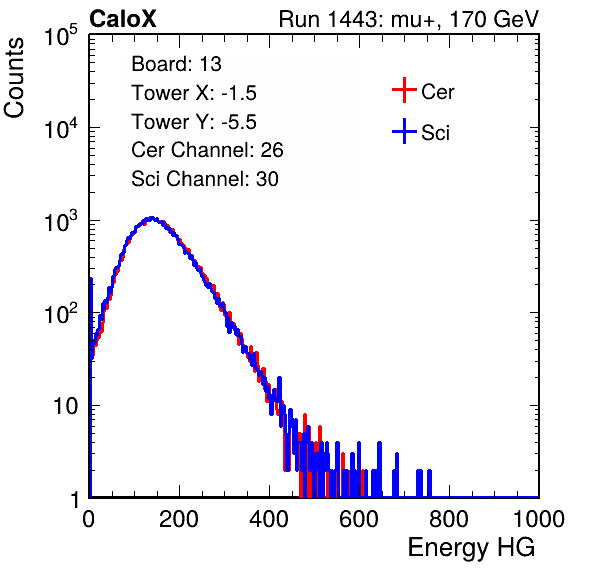 CaloX Run 1443: mu+, 170 GeV
Counts
Board: 13
Tower X: -1.5
Tower Y: -5.5
Cer Channel: 26
Sci Channel: 30
Cer
Sci
10^5
10^4
10^3
10^2
10
1
0 200 400 600 800 1000
Energy HG